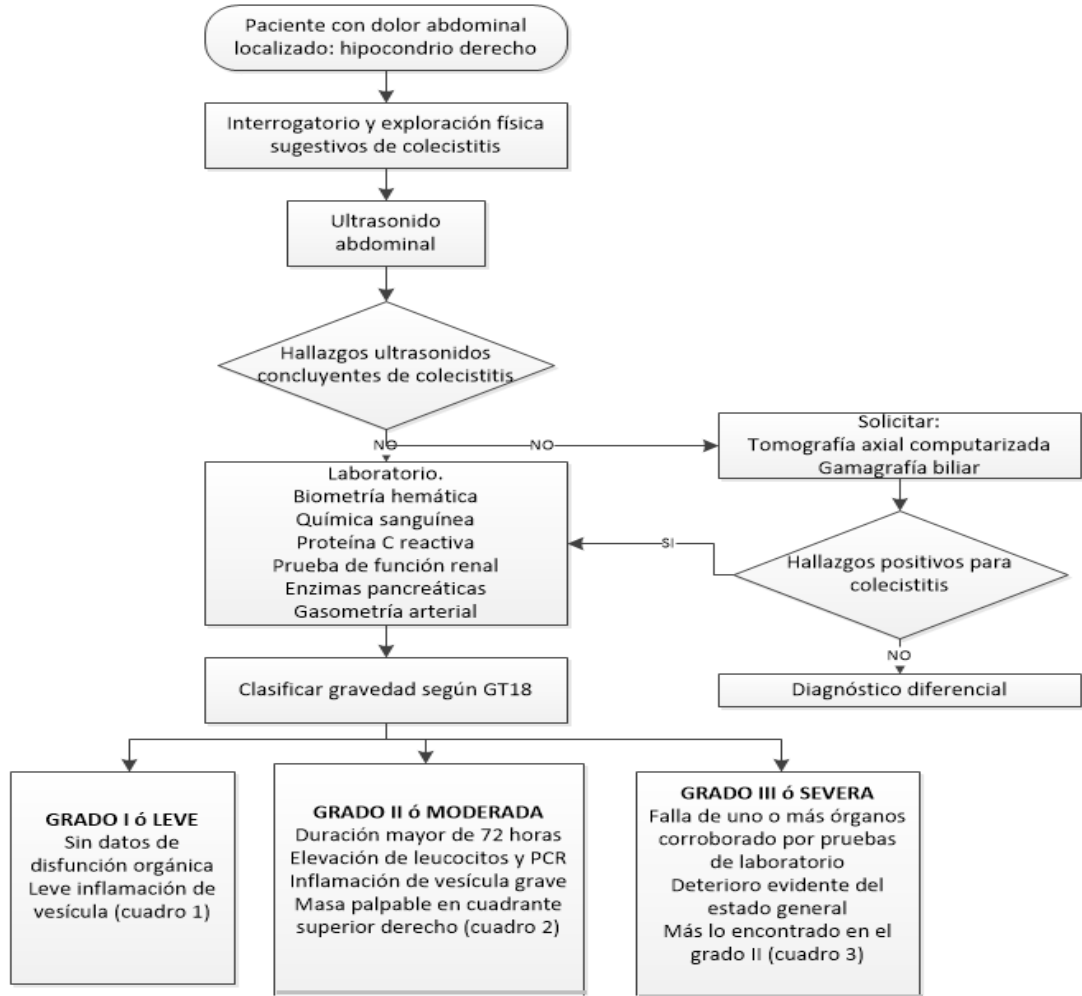 Paciente con dolor abdominal
localizado: hipocondrio derecho
Interrogatorio y exploración física
sugestivos de colecistitis
Ultrasonido
abdominal
Hallazgos ultrasonidos
concluyentes de colecistitis
NO
NO
Solicitar:
Tomografía axial computarizada
Gamagrafía biliar
Laboratorio.
Biometría hemática
Química sanguínea
Proteína C reactiva
Prueba de función renal
Enzimas pancreáticas
Gasometría arterial
SI
Hallazgos positivos para
colecistitis
NO
Diagnóstico diferencial
Clasificar gravedad según GT18
GRADO I ó LEVE
Sin datos de
disfunción orgánica
Leve inflamación de
vesícula (cuadro 1)
GRADO II ó MODERADA
Duración mayor de 72 horas
Elevación de leucocitos y PCR
Inflamación de vesícula grave
Masa palpable en cuadrante
superior derecho (cuadro 2)
GRADO III ó SEVERA
Falla de uno o más órganos
corroborado por pruebas
de laboratorio
Deterioro evidente del
estado general
Más lo encontrado en el
grado II (cuadro 3)